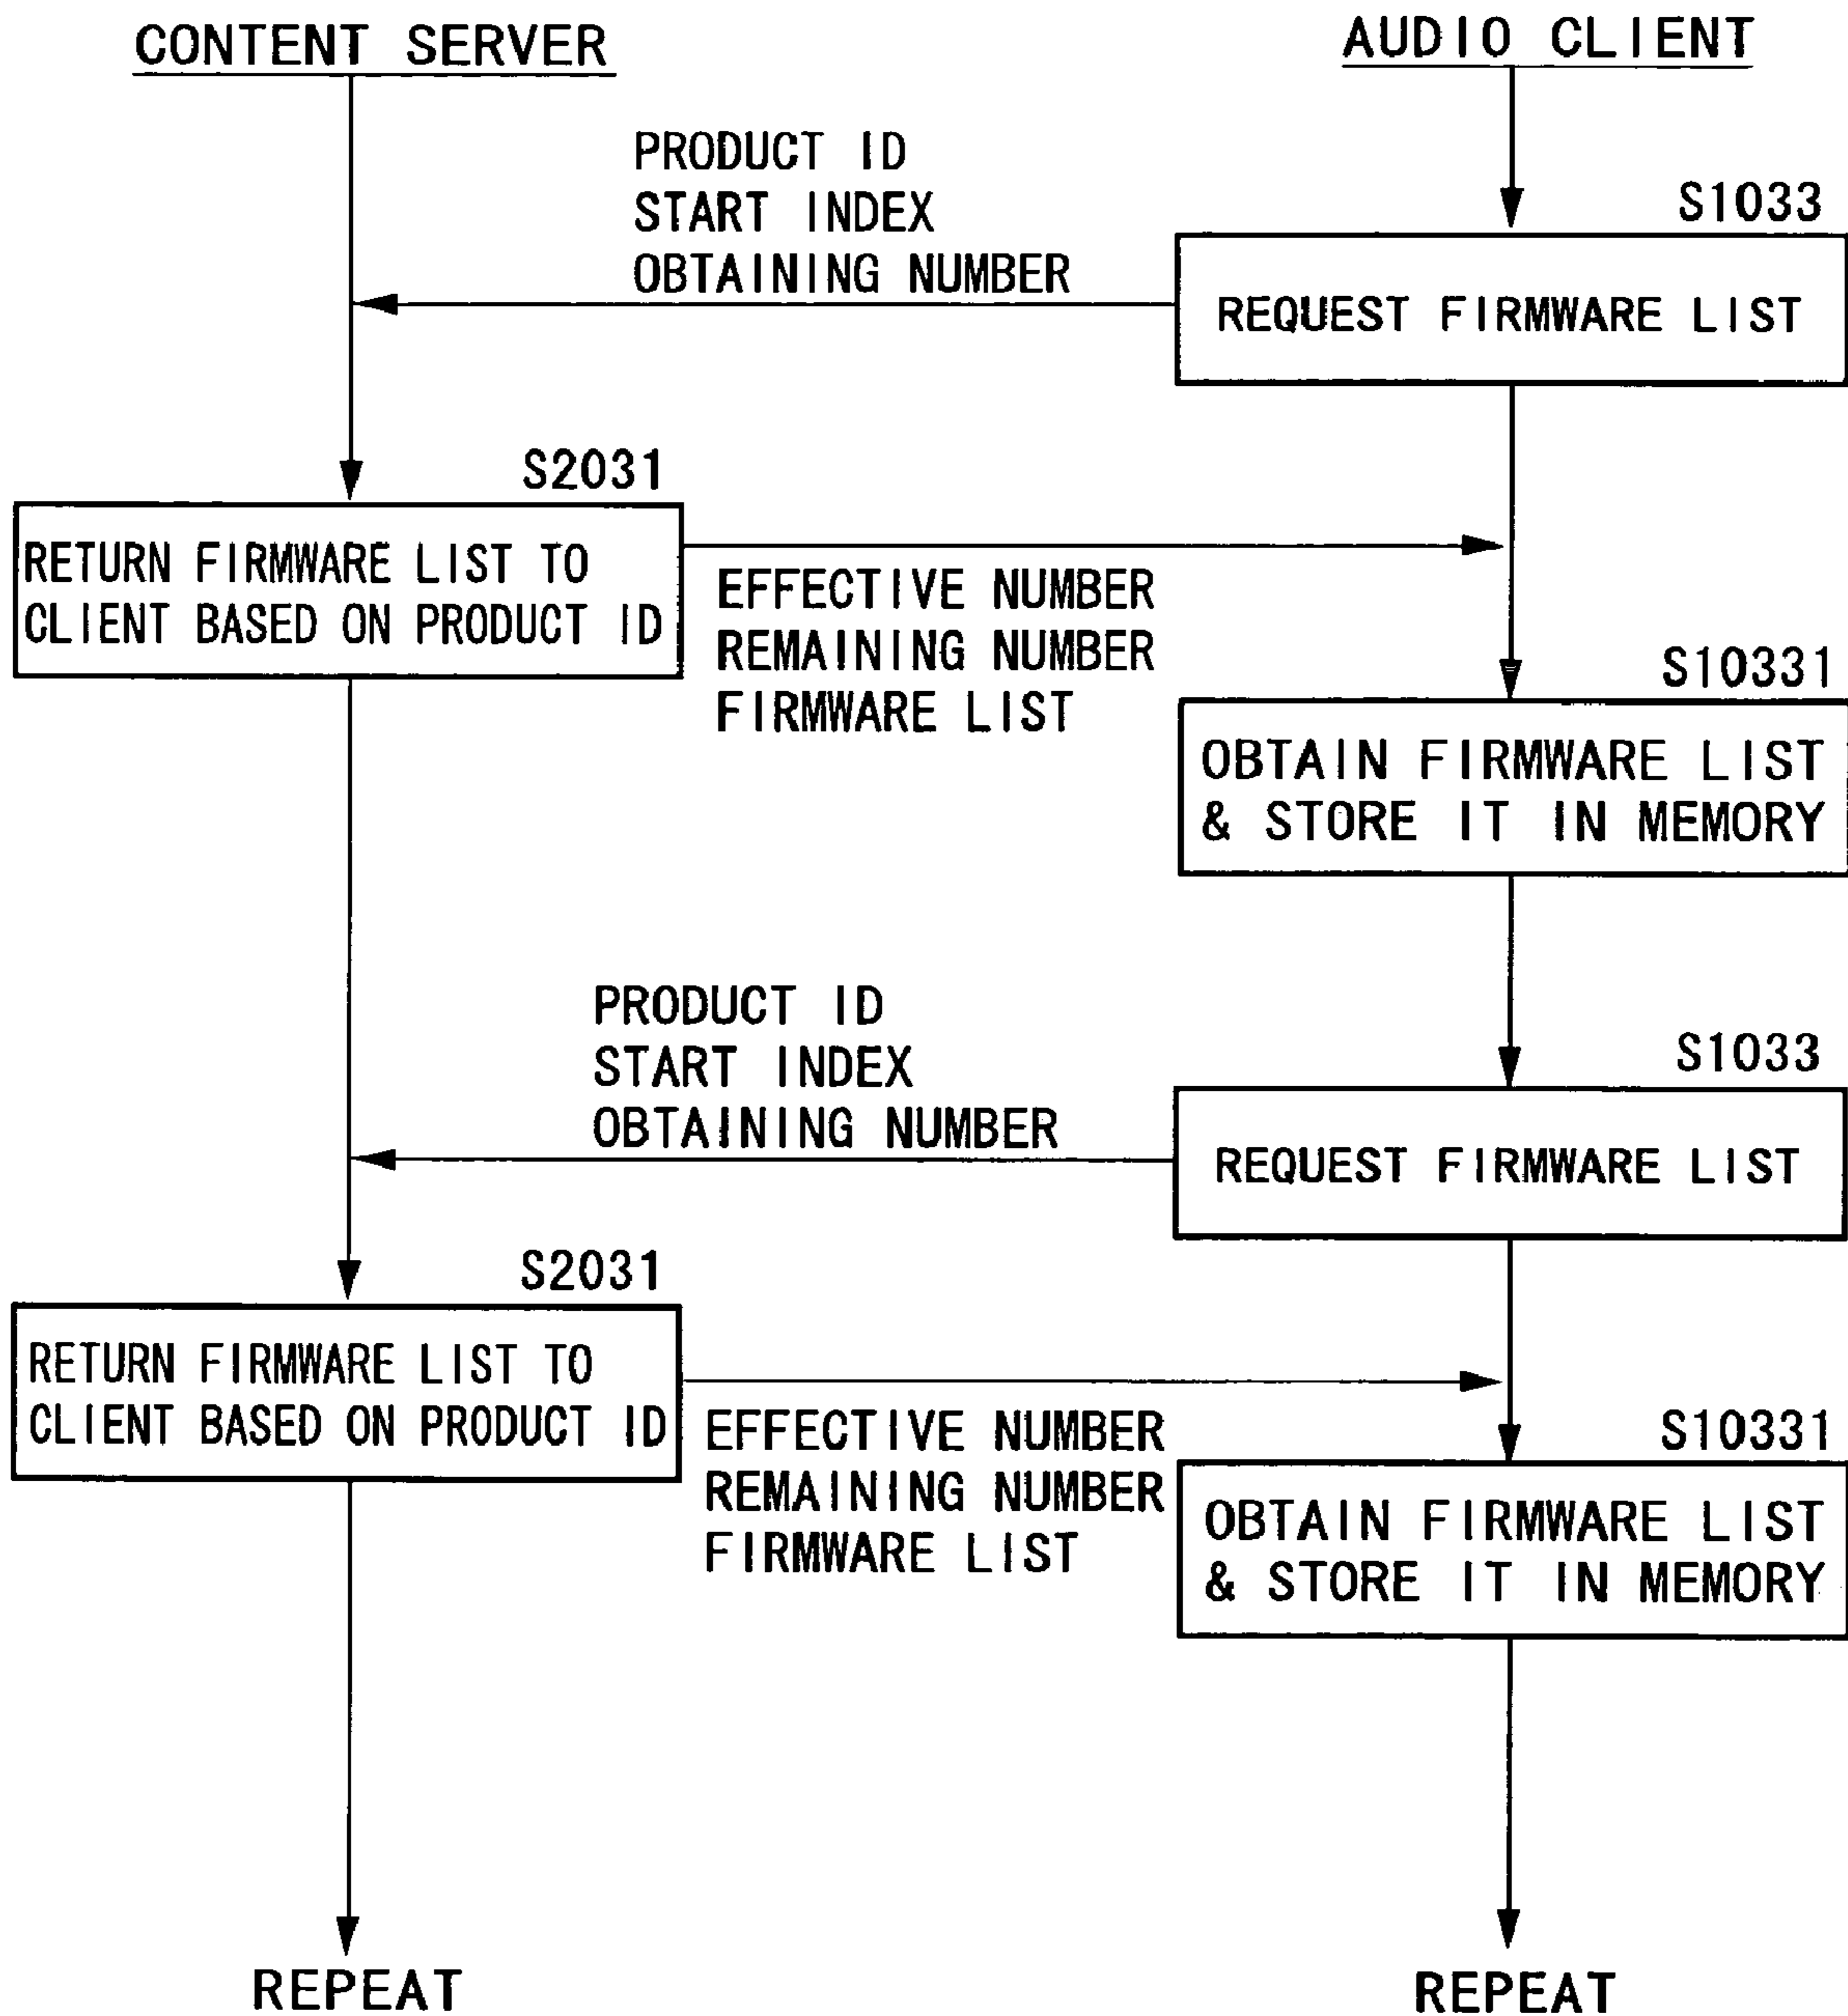 CONTENT SERVER
AUDIO CLIENT
PRODUCT ID
START INDEX
OBTAINING NUMBER
S1033
REQUEST FIRMWARE LIST
S2031
RETURN FIRMWARE LIST TO
CLIENT BASED ON PRODUCT ID
EFFECTIVE NUMBER
REMAINING NUMBER
FIRMWARE LIST
S10331
OBTAIN FIRMWARE LIST
& STORE IT IN MEMORY
PRODUCT ID
START INDEX
OBTAINING NUMBER
S1033
REQUEST FIRMWARE LIST
S2031
RETURN FIRMWARE LIST TO
CLIENT BASED ON PRODUCT ID
EFFECTIVE NUMBER
REMAINING NUMBER
FIRMWARE LIST
S10331
OBTAIN FIRMWARE LIST
& STORE IT IN MEMORY
REPEAT
REPEAT